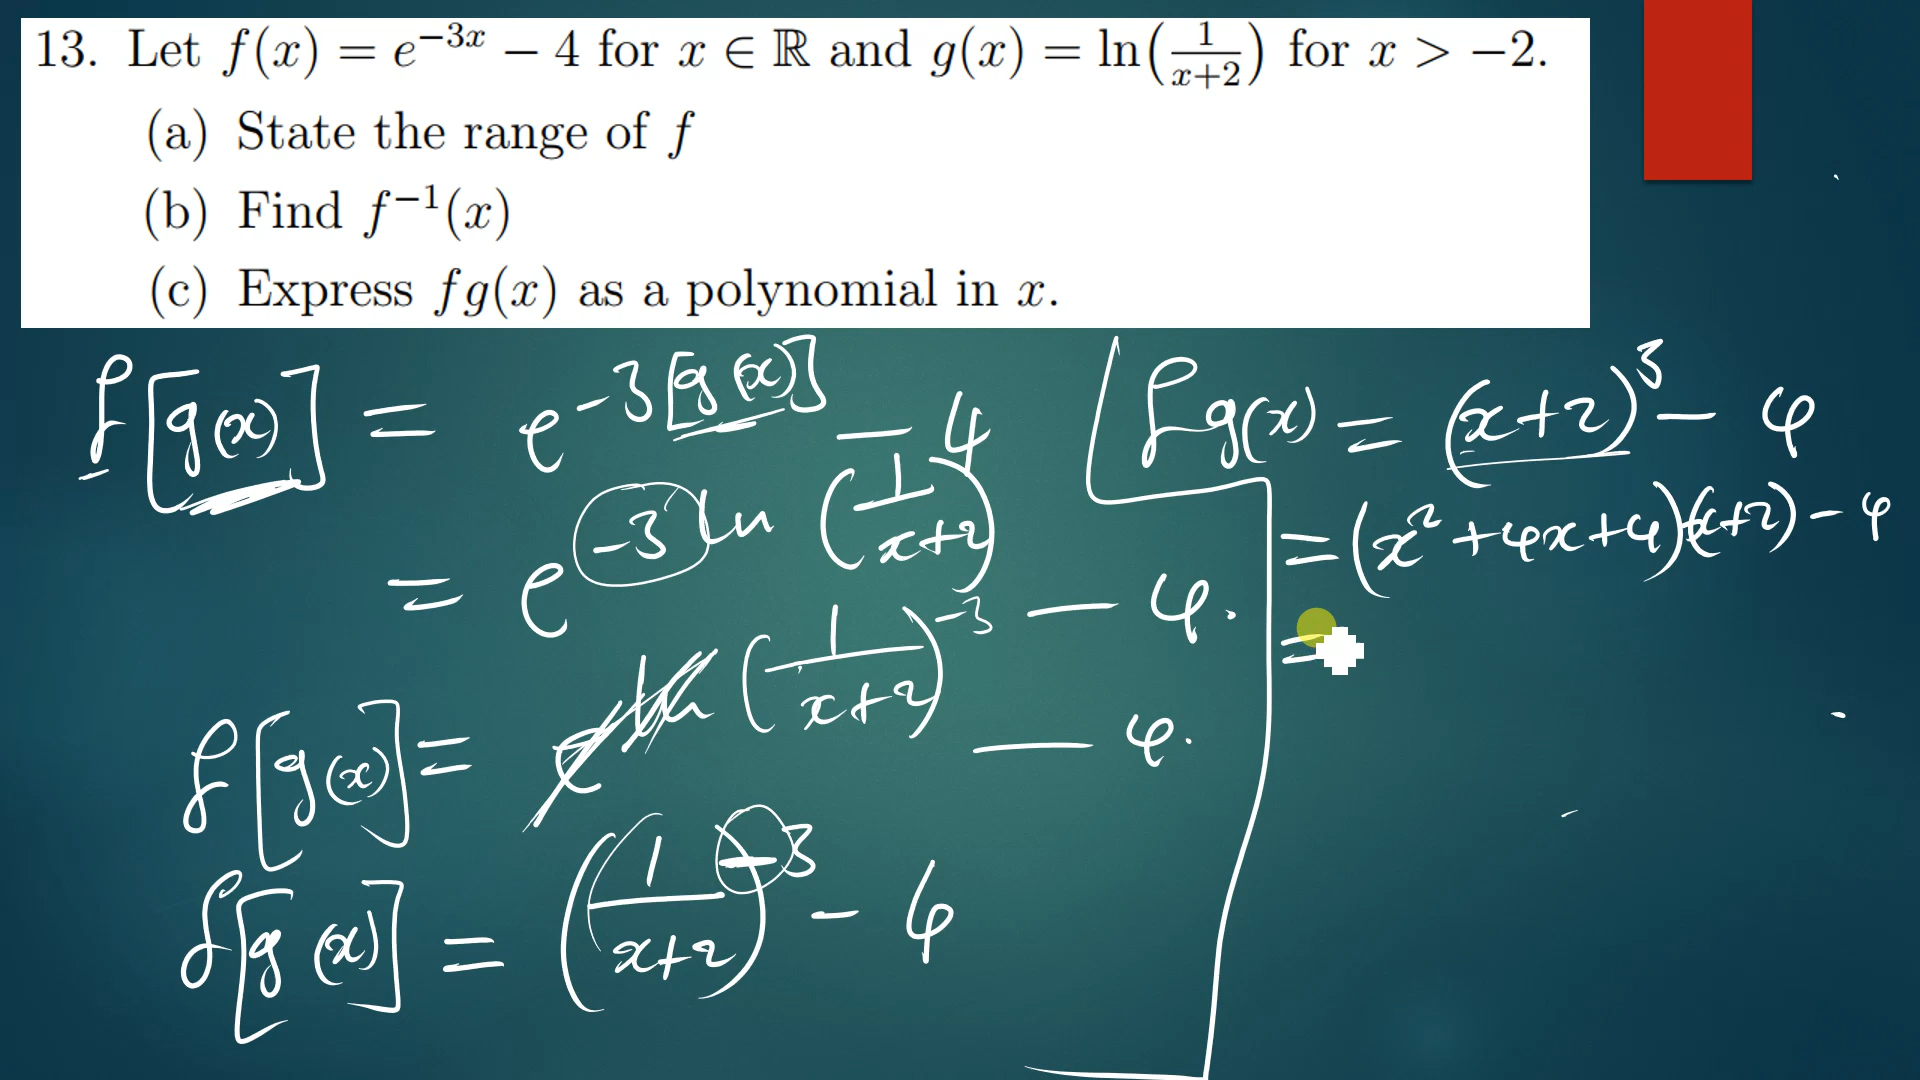 13. Let f(x) = e^{-3x} − 4 for x ∈ ℝ and g(x) = ln(1/(x+2)) for x > −2.
(a) State the range of f
(b) Find f^{-1}(x)
(c) Express fg(x) as a polynomial in x.
f[g(x)] = e^{-3[g(x)]} − 4
= e^{-3 ln (1/(x+2))} − 4.
f[g(x)] = e^{ln (1/(x+2))^{-3}} − 4.
f[g(x)] = (1/(x+2))^{-3} − 4
fg(x) = (x+2)^3 − 4
= (x^2 + 4x + 4)(x+2) − 4
=